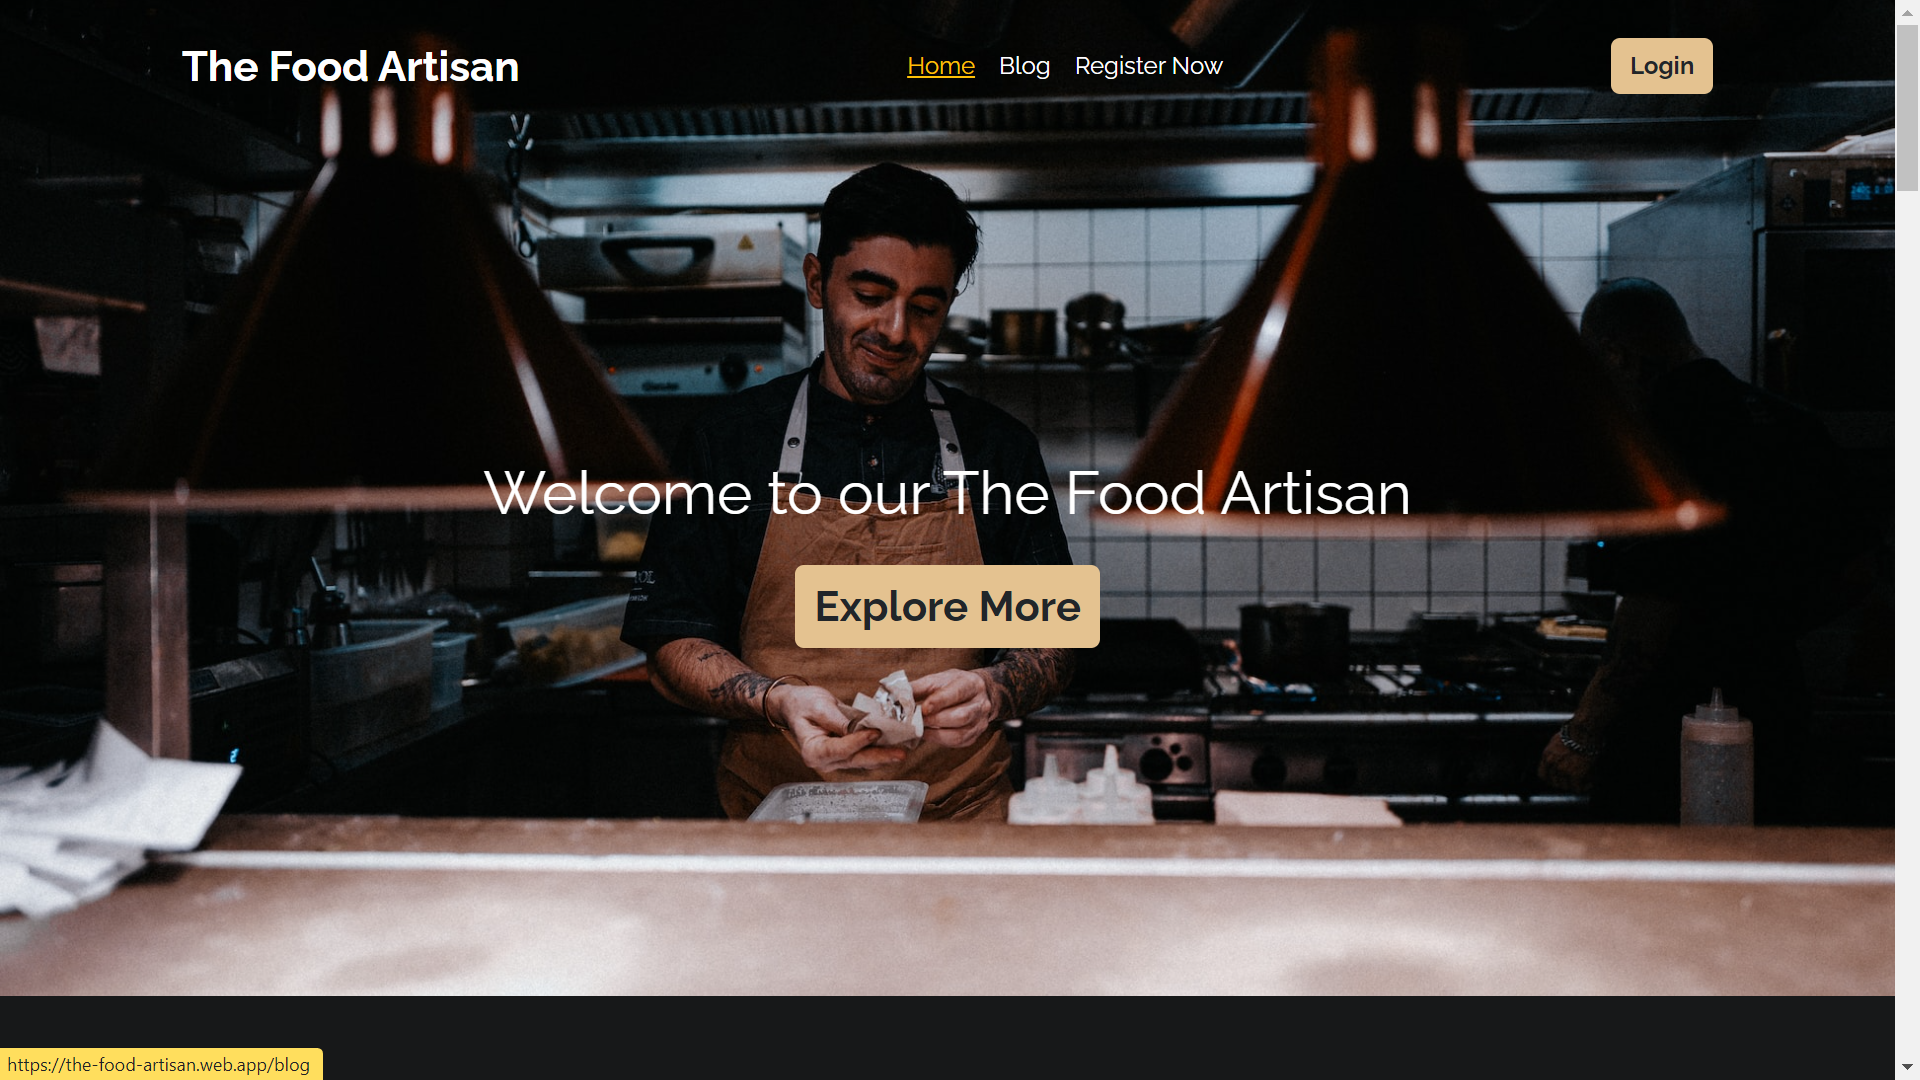 The Food Artisan
Home Blog Register Now
Login
Welcome to our The Food Artisan
Explore More
https://the-food-artisan.web.app/blog